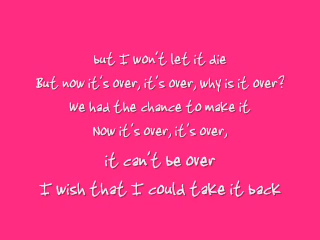 but I won't let it die
But now it's over, it's over, why is it over?
We had the chance to make it
Now it's over, it's over,
it can't be over
I wish that I could take it back